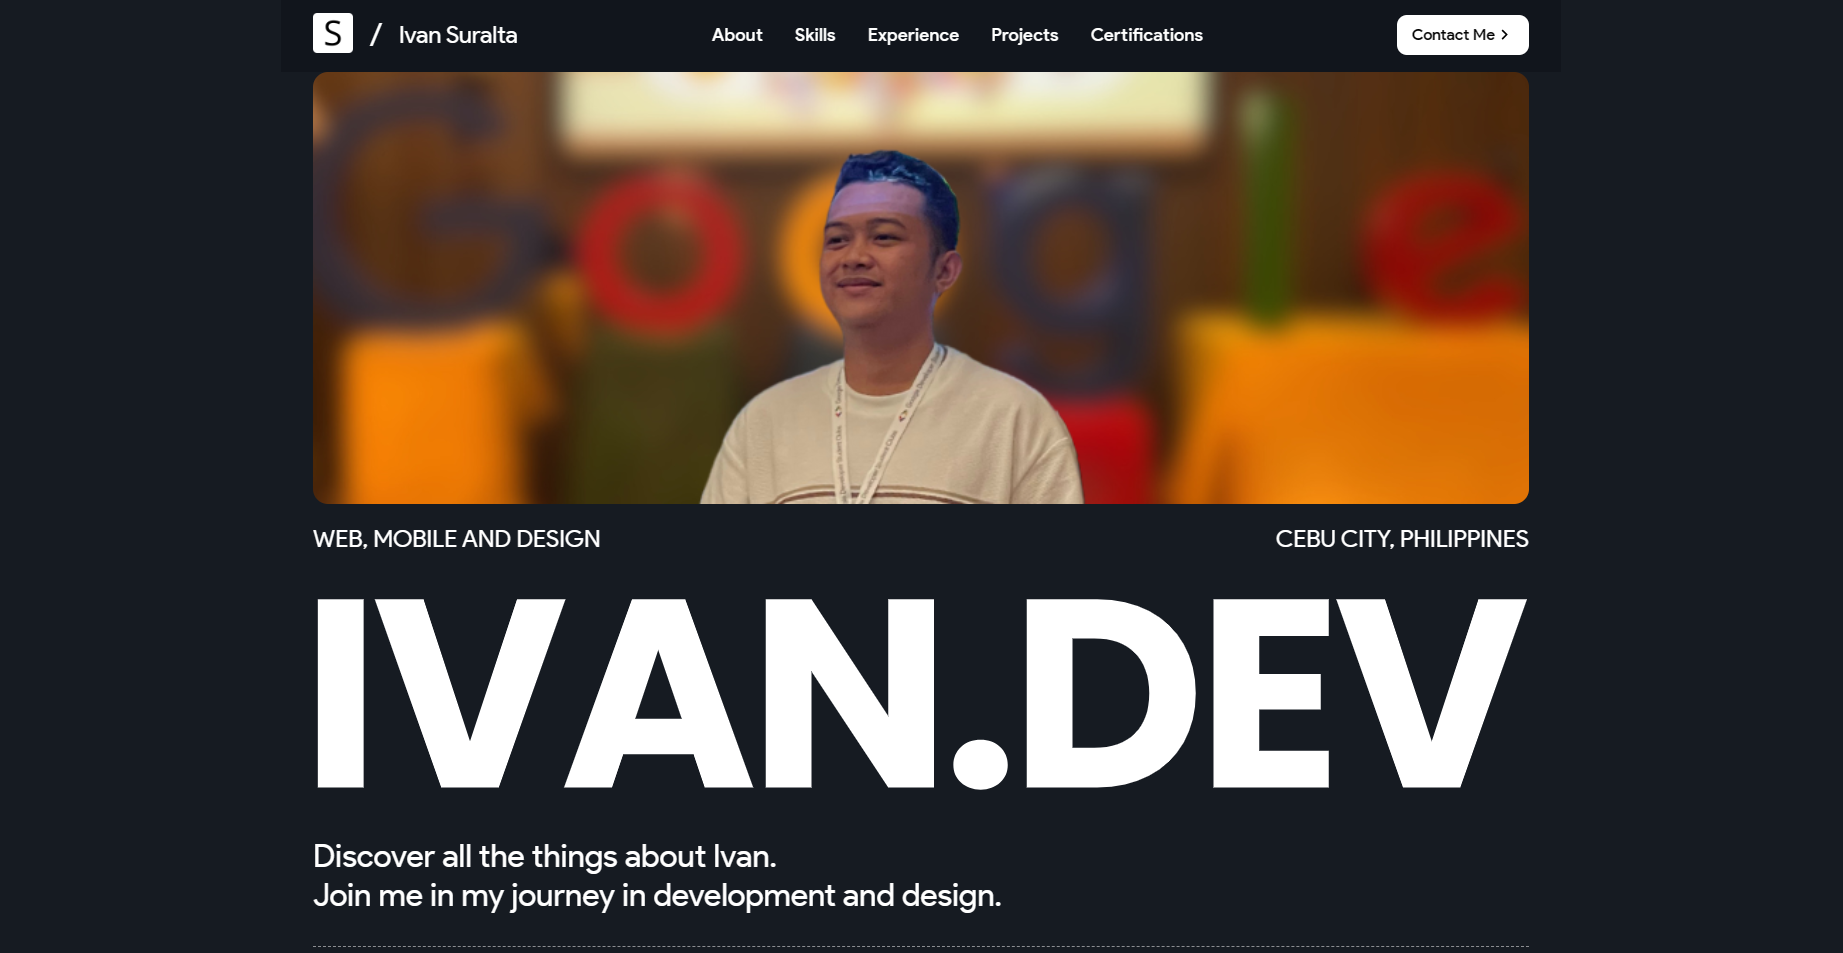 S / Ivan Suralta About Skills Experience Projects Certifications Contact Me >
Google
WEB, MOBILE AND DESIGN CEBU CITY, PHILIPPINES
IVAN.DEV
Discover all the things about Ivan.
Join me in my journey in development and design.